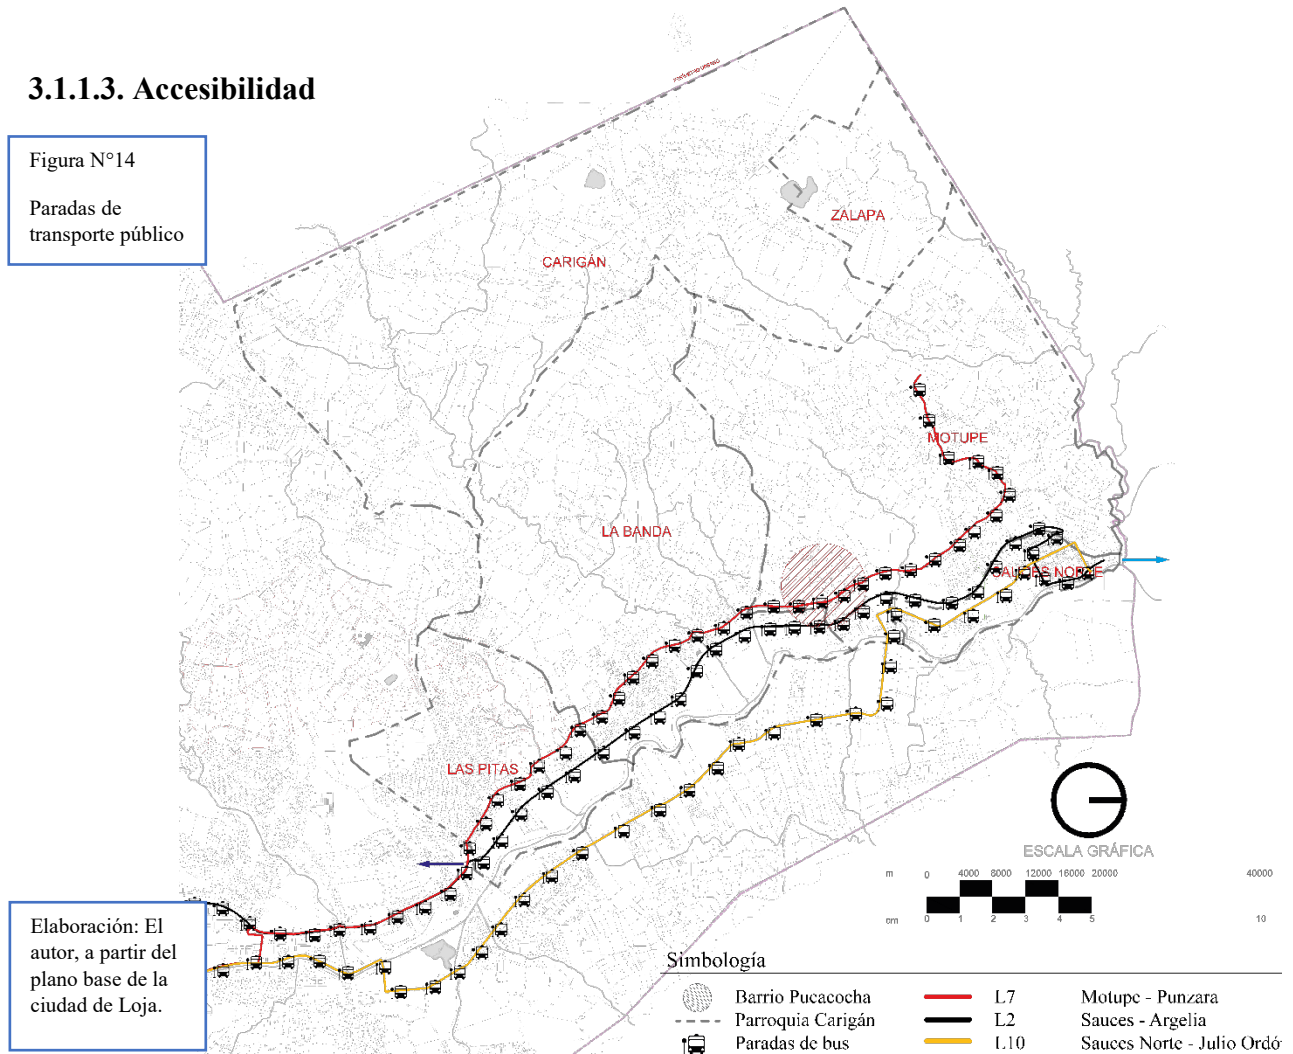 3.1.1.3. Accesibilidad
Figura N°14
Paradas de
transporte público
ZALAPA
CARIGÁN
MOTUPE
LA BANDA
SAUCES NORTE
LAS PITAS
ESCALA GRÁFICA
m 0 4000 8000 12000 16000 20000 40000
cm 0 1 2 3 4 5 10
Elaboración: El
autor, a partir del
plano base de la
ciudad de Loja.
Simbología
Barrio Pucacocha L7 Motupe - Punzara
Parroquia Carigán L2 Sauces - Argelia
Paradas de bus L10 Sauces Norte - Julio Ordó